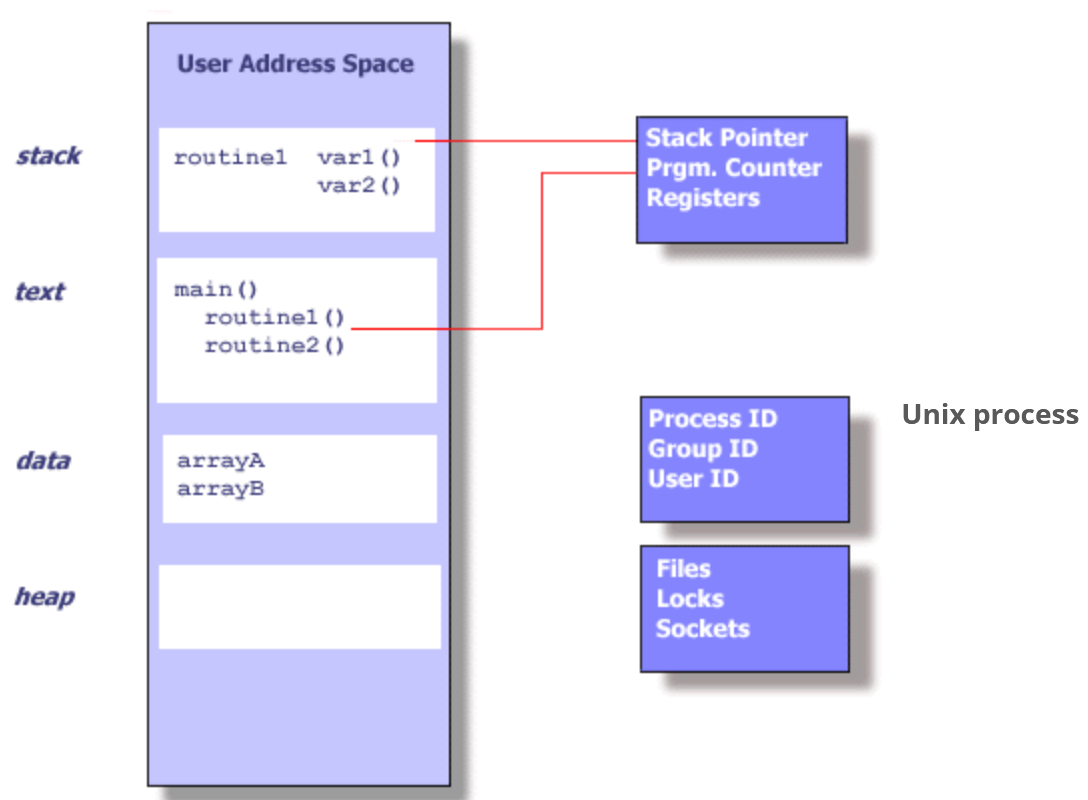 User Address Space
stack
routine1 var1()
var2()
text
main()
routine1()
routine2()
data
arrayA
arrayB
heap
Stack Pointer
Prgm. Counter
Registers
Process ID
Group ID
User ID
Files
Locks
Sockets
Unix process